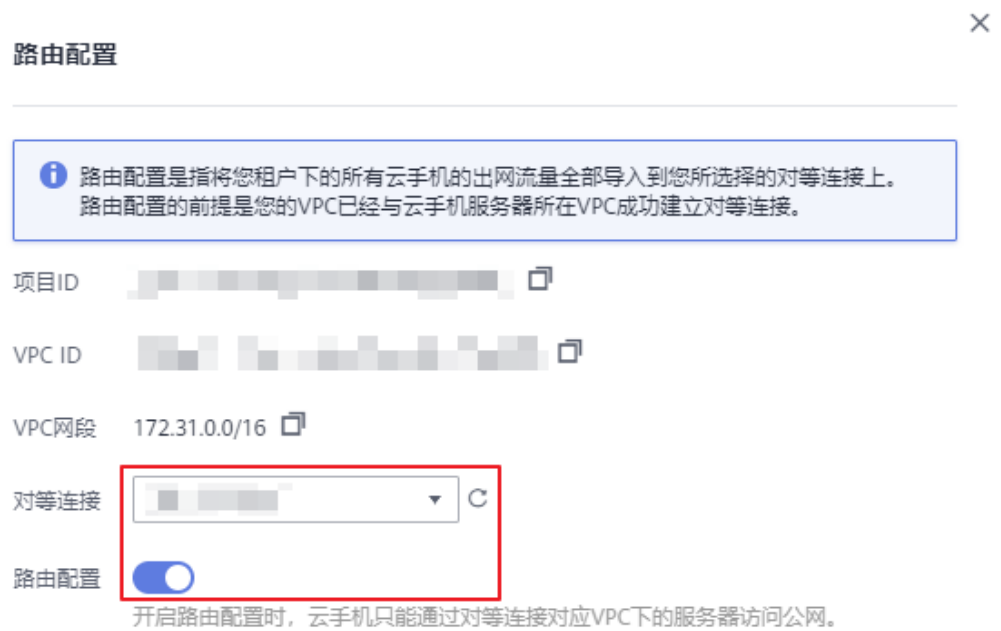 路由配置
路由配置是指将您租户下的所有云手机的出网流量全部导入到您所选择的对等连接上。
路由配置的前提是您的VPC已经与云手机服务器所在VPC成功建立对等连接。
项目ID
VPC ID
VPC网段 172.31.0.0/16
对等连接
路由配置
开启路由配置时，云手机只能通过对等连接对应VPC下的服务器访问公网。